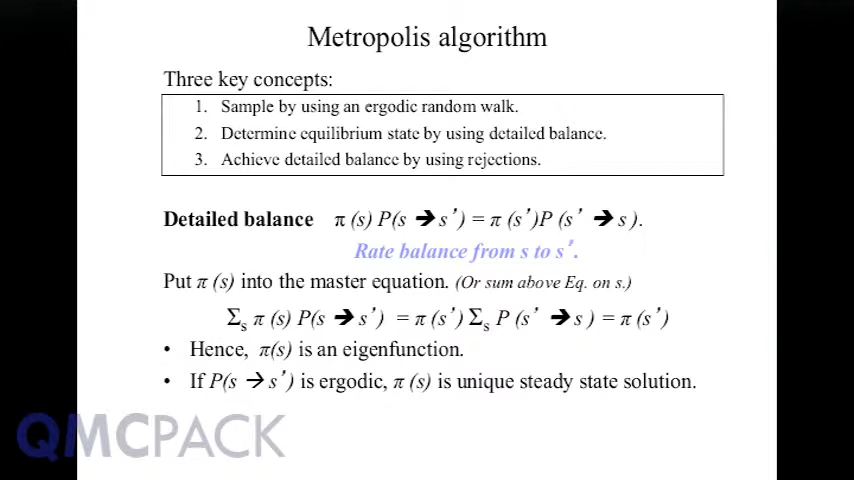 Metropolis algorithm
Three key concepts:
1. Sample by using an ergodic random walk.
2. Determine equilibrium state by using detailed balance.
3. Achieve detailed balance by using rejections.
Detailed balance π (s) P(s ➔ s’) = π (s’)P (s’ ➔ s ).
Rate balance from s to s’.
Put π (s) into the master equation. (Or sum above Eq. on s.)
Σs π (s) P(s ➔ s’) = π (s’) Σs P (s’ ➔ s ) = π (s’)
• Hence, π(s) is an eigenfunction.
• If P(s → s’) is ergodic, π (s) is unique steady state solution.
QMCPACK